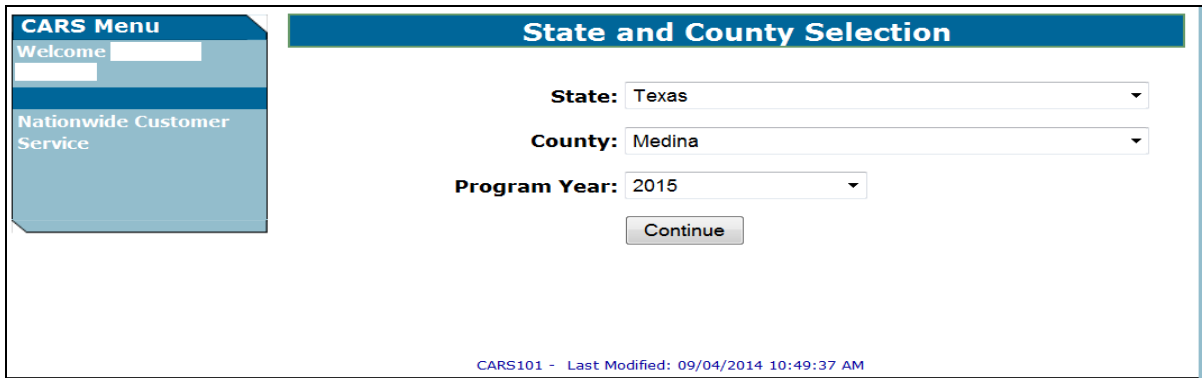 CARS Menu
Welcome
Nationwide Customer
Service
State and County Selection
State: Texas
County: Medina
Program Year: 2015
Continue
CARS101 - Last Modified: 09/04/2014 10:49:37 AM